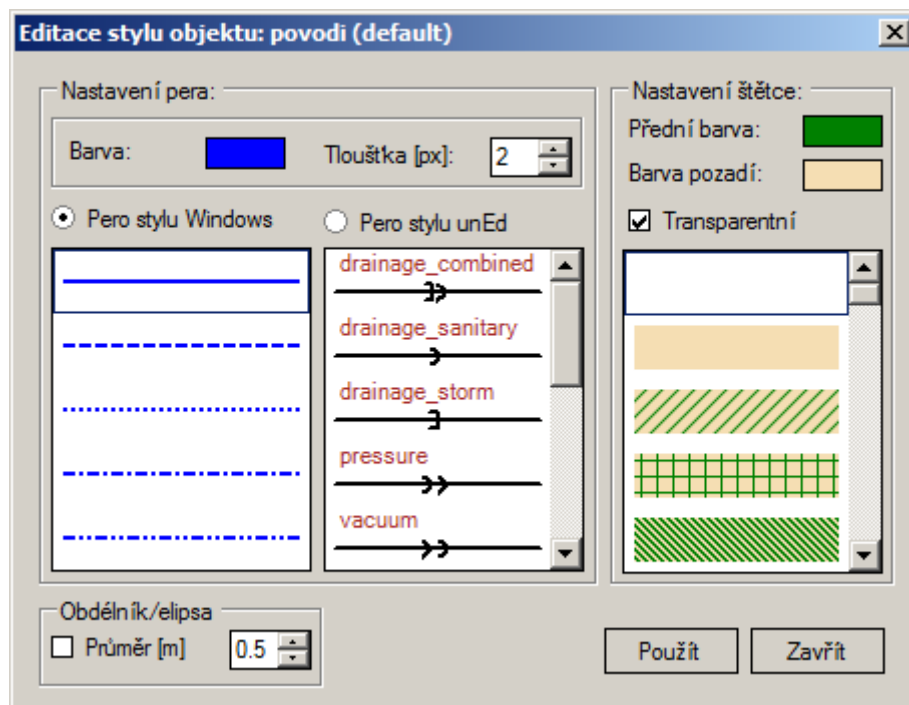 Editace stylu objektu: povodi (default)
Nastavení pera:
Barva:
Tloušťka [px]:
2
Pero stylu Windows
Pero stylu unEd
drainage_combined
drainage_sanitary
drainage_storm
pressure
vacuum
Nastavení štětce:
Přední barva:
Barva pozadí:
Transparentní
Obdélník/elipsa
Průměr [m]
0.5
Použít
Zavřít